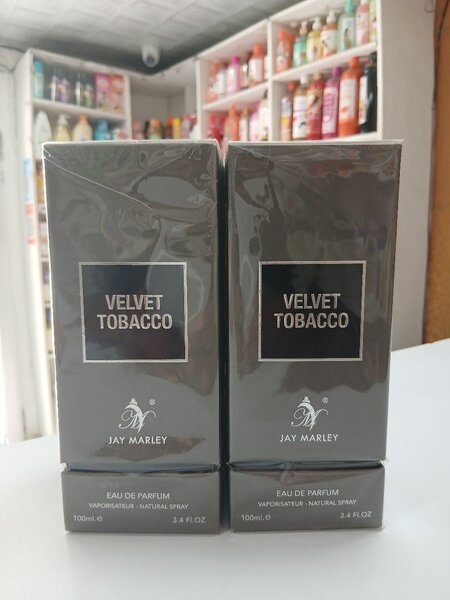 VELVET
TOBACCO
®
JAY MARLEY
EAU DE PARFUM
VAPORISATEUR - NATURAL SPRAY
100ml.e 3.4 Fl.OZ
VELVET
TOBACCO
®
JAY MARLEY
EAU DE PARFUM
VAPORISATEUR - NATURAL SPRAY
100ml.e 3.4 Fl.OZ